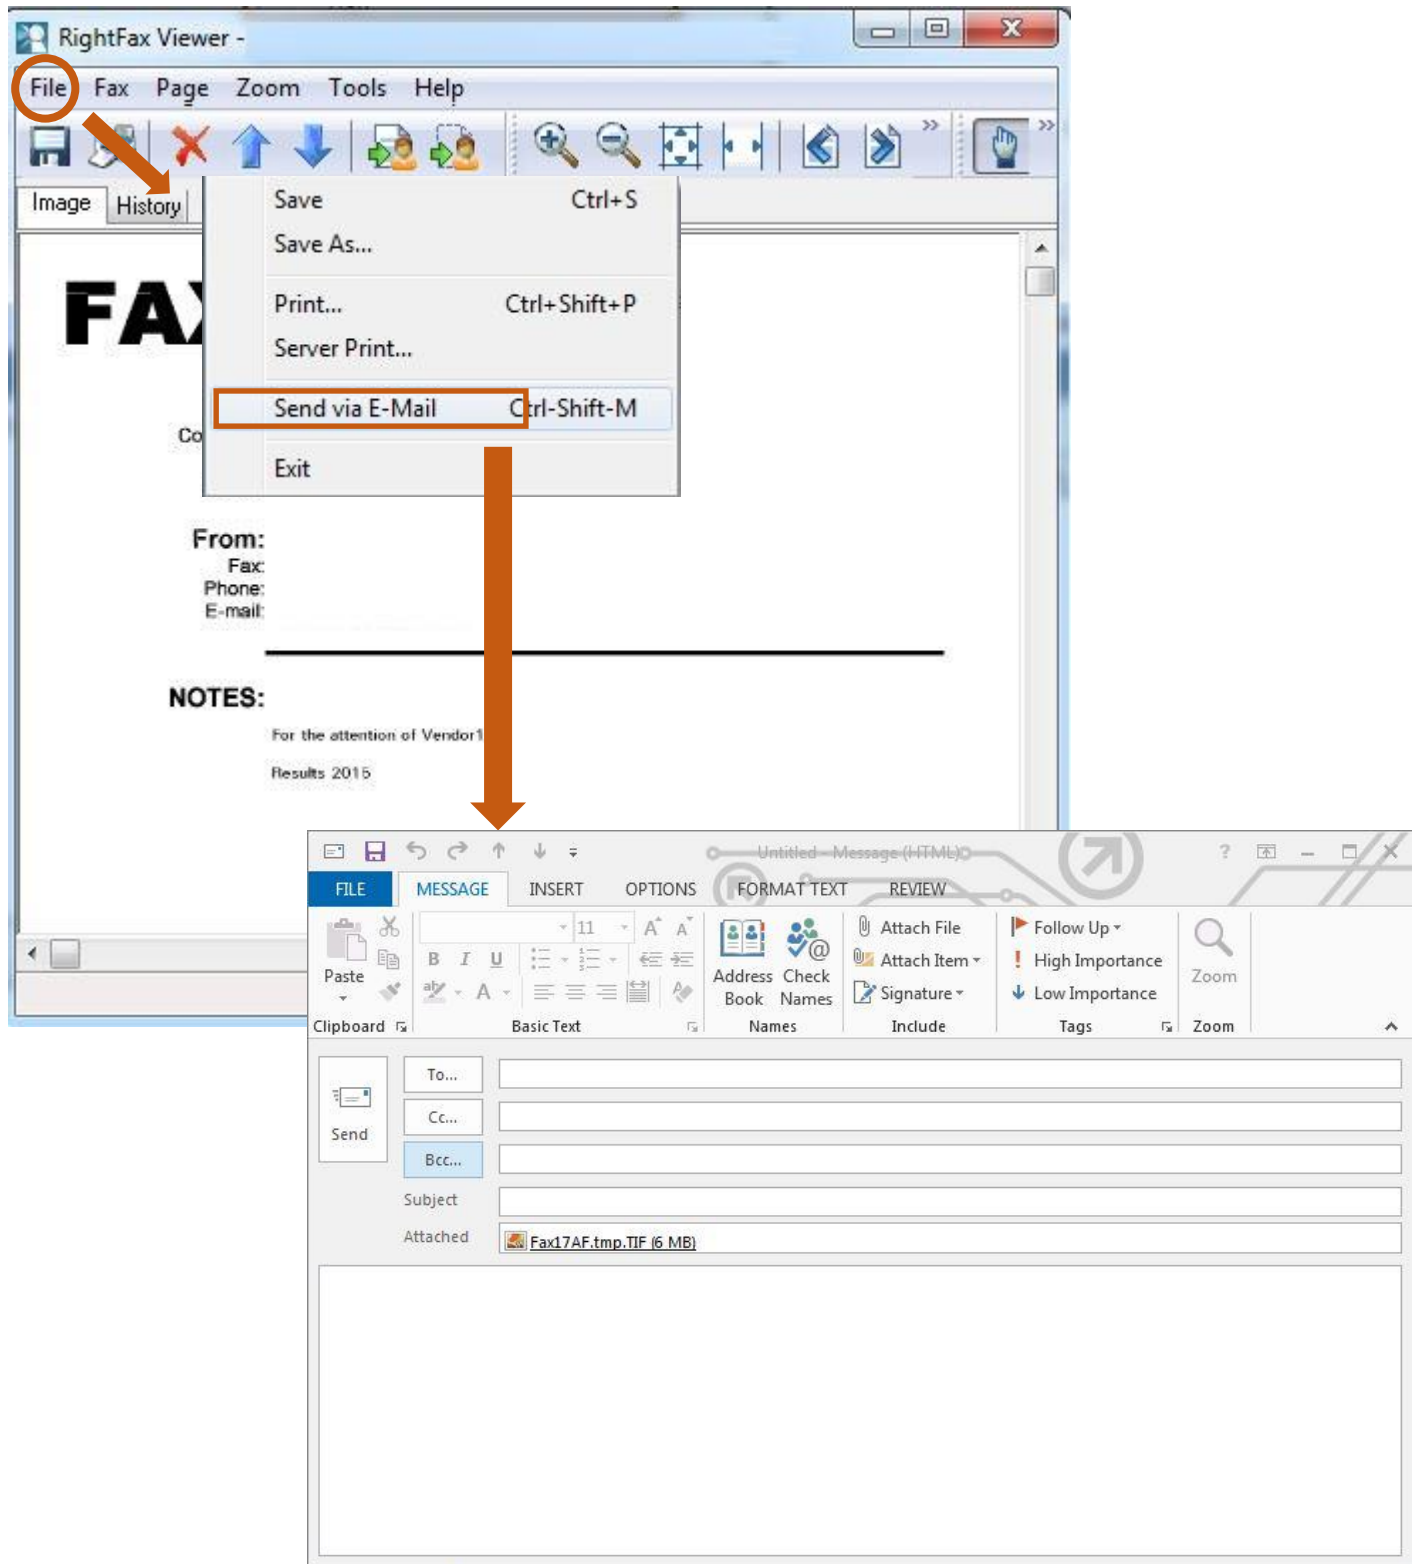 RightFax Viewer -
File Fax Page Zoom Tools Help
Image History
Save Ctrl+S
Save As...
Print... Ctrl+Shift+P
Server Print...
Send via E-Mail Ctrl-Shift-M
Exit
FAX
Co
From:
Fax:
Phone:
E-mail:
NOTES:
For the attention of Vendor1
Results 2015
Untitled - Message (HTML)
FILE MESSAGE INSERT OPTIONS FORMAT TEXT REVIEW
Paste
11
B I U
Address Book
Check Names
Attach File
Attach Item
Signature
Follow Up
High Importance
Low Importance
Zoom
Clipboard Basic Text Names Include Tags Zoom
Send
To...
Cc...
Bcc...
Subject
Attached Fax17AF.tmp.TIF (6 MB)